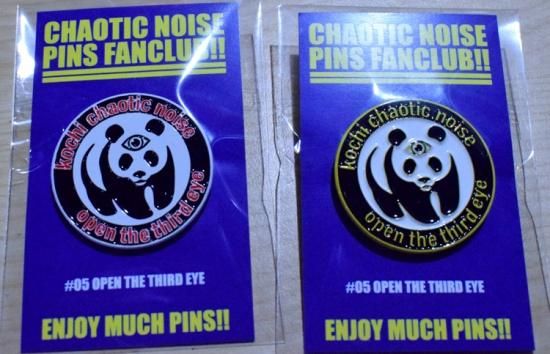 CHAOTIC NOISE
PINS FANCLUB!!
kochi chaotic noise
open the third eye
#05 OPEN THE THIRD EYE
ENJOY MUCH PINS!!
CHAOTIC NOISE
PINS FANCLUB!!
kochi chaotic noise
open the third eye
#05 OPEN THE THIRD EYE
ENJOY MUCH PINS!!